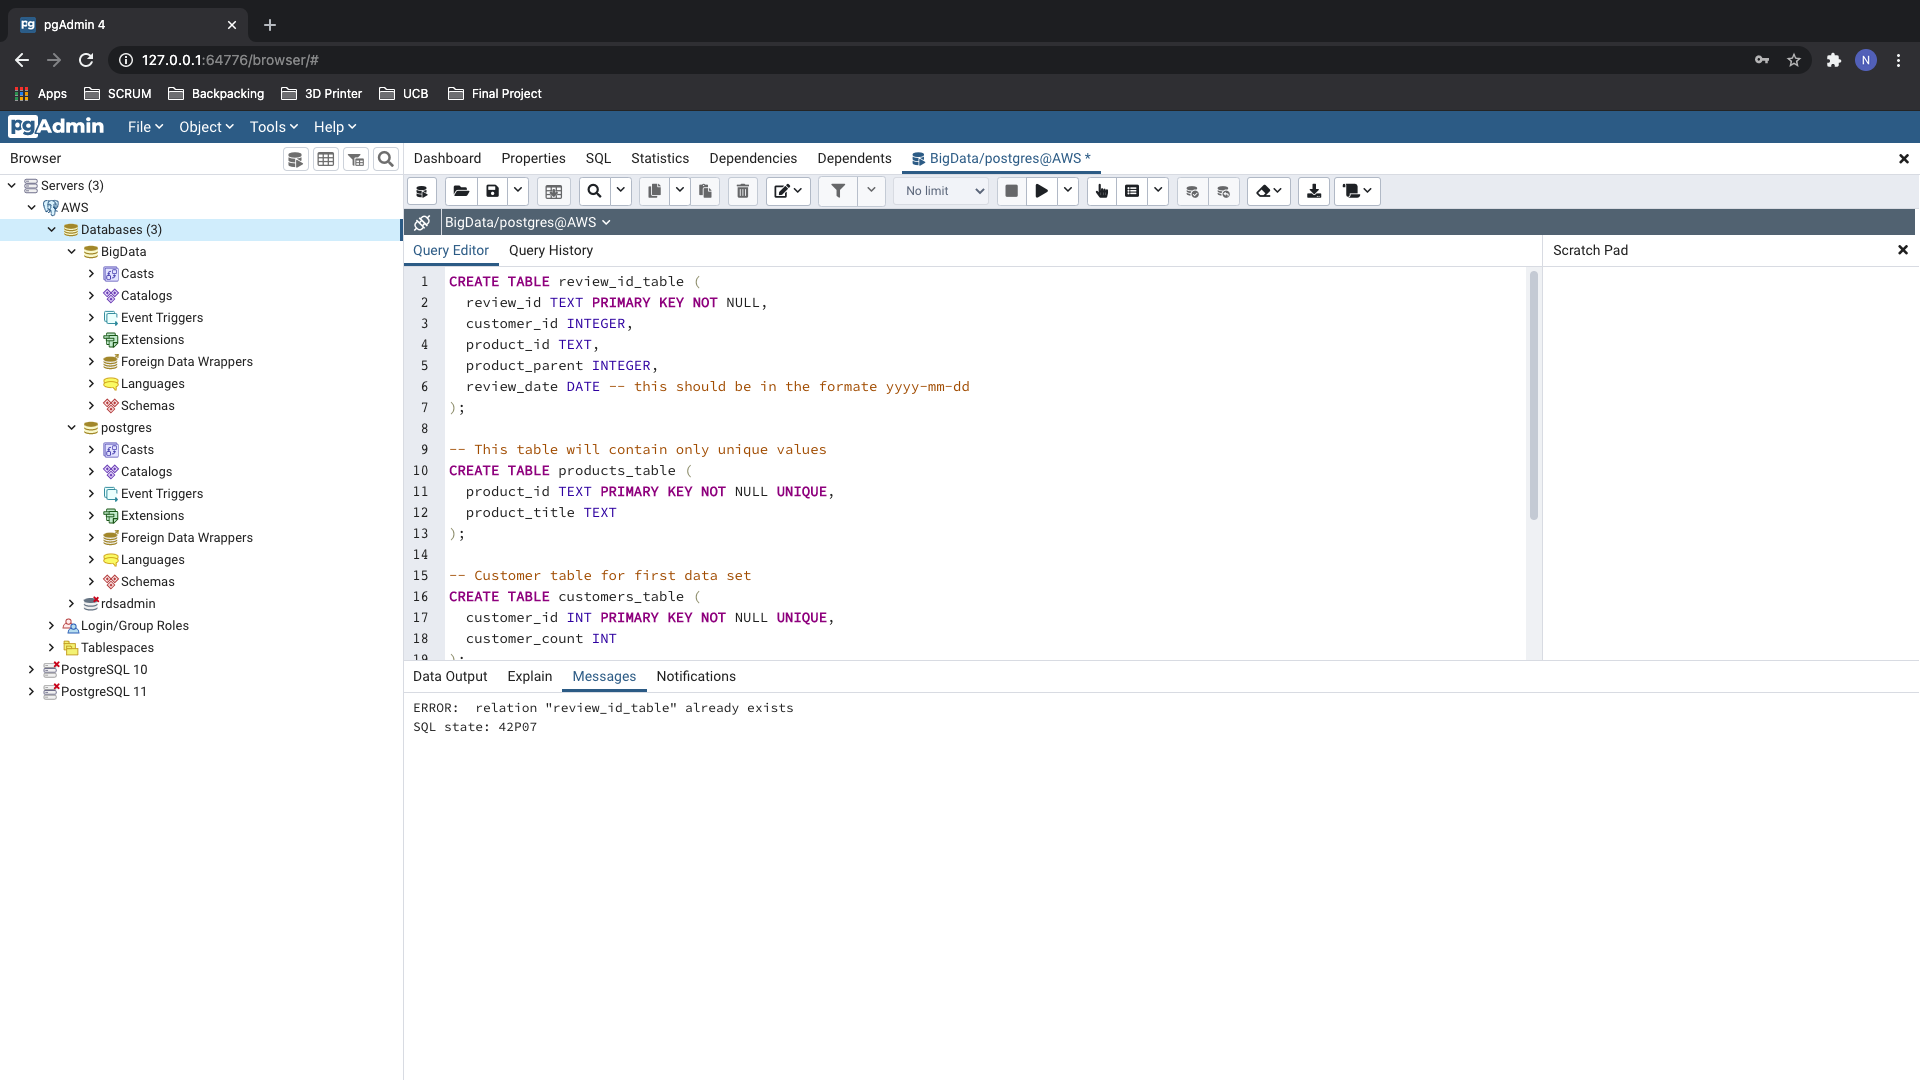 pgAdmin 4
127.0.0.1:64776/browser/#
N
Apps SCRUM Backpacking 3D Printer UCB Final Project
pgAdmin File Object Tools Help
Browser
Dashboard Properties SQL Statistics Dependencies Dependents BigData/postgres@AWS *
Servers (3)
AWS
Databases (3)
BigData
Casts
Catalogs
Event Triggers
Extensions
Foreign Data Wrappers
Languages
Schemas
postgres
Casts
Catalogs
Event Triggers
Extensions
Foreign Data Wrappers
Languages
Schemas
rdsadmin
Login/Group Roles
Tablespaces
PostgreSQL 10
PostgreSQL 11
No limit
BigData/postgres@AWS
Query Editor Query History
Scratch Pad
1 CREATE TABLE review_id_table (
2 review_id TEXT PRIMARY KEY NOT NULL,
3 customer_id INTEGER,
4 product_id TEXT,
5 product_parent INTEGER,
6 review_date DATE -- this should be in the formate yyyy-mm-dd
7 );
8
9 -- This table will contain only unique values
10 CREATE TABLE products_table (
11 product_id TEXT PRIMARY KEY NOT NULL UNIQUE,
12 product_title TEXT
13 );
14
15 -- Customer table for first data set
16 CREATE TABLE customers_table (
17 customer_id INT PRIMARY KEY NOT NULL UNIQUE,
18 customer_count INT
19 );
Data Output Explain Messages Notifications
ERROR: relation "review_id_table" already exists
SQL state: 42P07